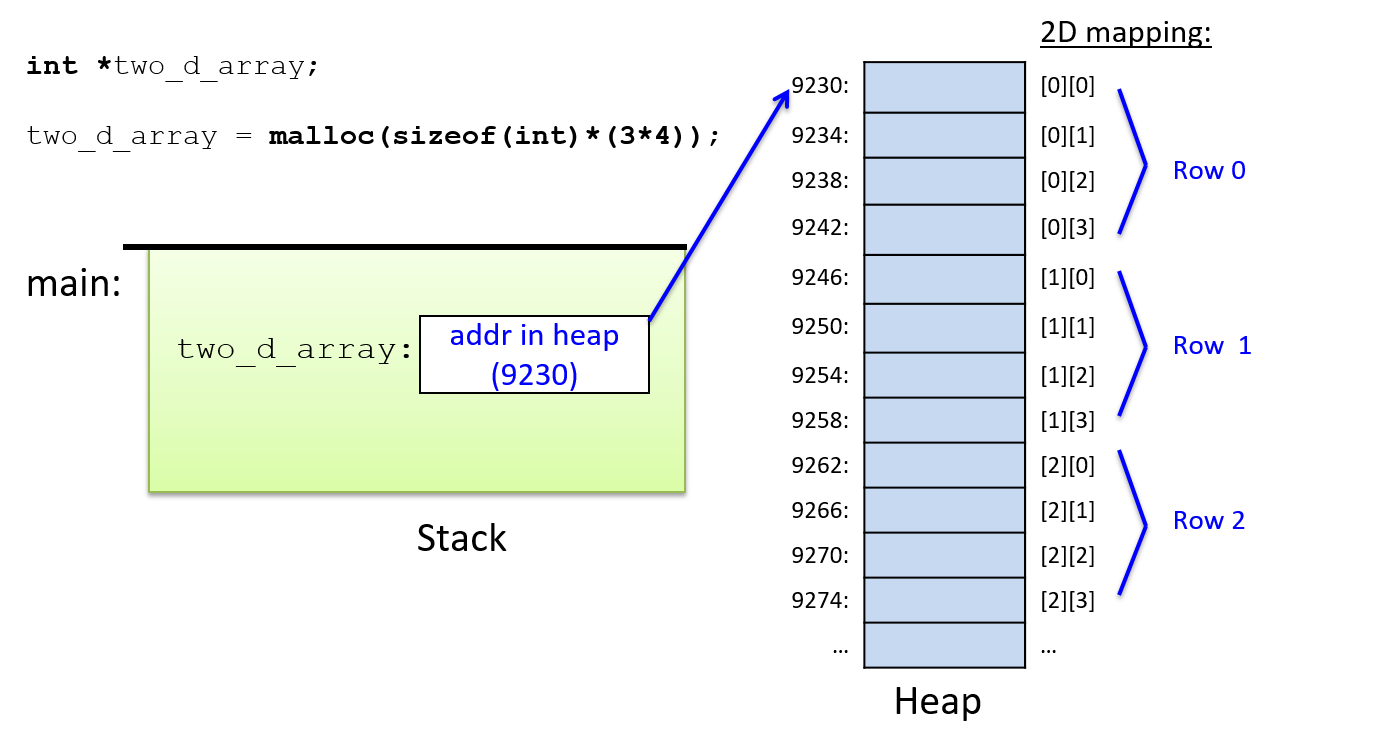 int *two_d_array;
two_d_array = malloc(sizeof(int)*(3*4));
main:
two_d_array:
addr in heap
(9230)
Stack
2D mapping:
9230: [0][0]
9234: [0][1]
9238: [0][2]
Row 0
9242: [0][3]
9246: [1][0]
9250: [1][1]
Row 1
9254: [1][2]
9258: [1][3]
9262: [2][0]
9266: [2][1]
Row 2
9270: [2][2]
9274: [2][3]
... ...
Heap